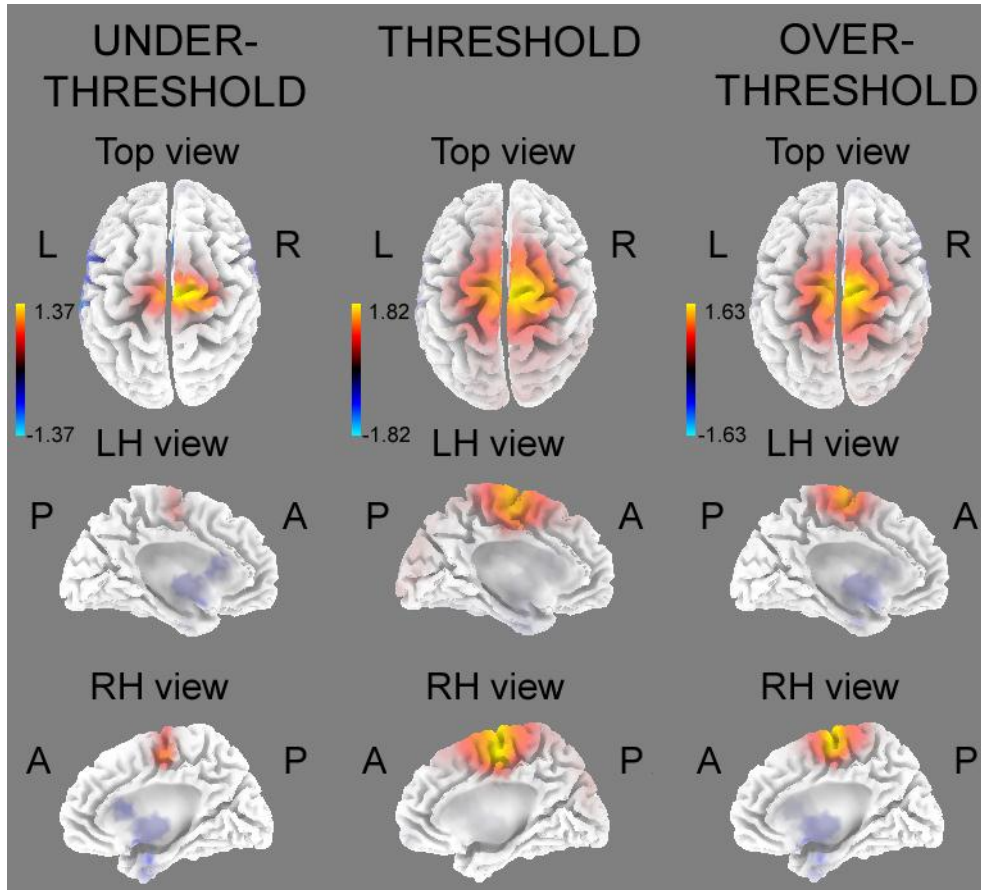 UNDER-
THRESHOLD
Top view
L
R
1.37
-1.37
LH view
P
A
RH view
A
P
THRESHOLD
Top view
L
R
1.82
-1.82
LH view
P
A
RH view
A
P
OVER-
THRESHOLD
Top view
L
R
1.63
-1.63
LH view
P
A
RH view
A
P